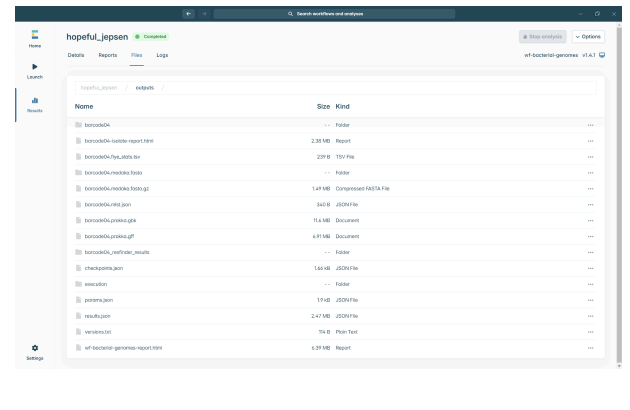 Search workflows and analyses
Home
Launch
Results
Settings
hopeful_jepsen
Completed
Stop analysis
Options
Details Reports Files Logs
wf-bacterial-genomes v1.4.1
hopeful_jepsen / outputs /
Name Size Kind
barcode04 -- Folder ...
barcode04-isolate-report.html 2.38 MB Report ...
barcode04.flye_stats.tsv 239 B TSV File ...
barcode04.medaka.fasta -- Folder ...
barcode04.medaka.fasta.gz 1.49 MB Compressed FASTA File ...
barcode04.mlst.json 340 B JSON File ...
barcode04.prokka.gbk 11.6 MB Document ...
barcode04.prokka.gff 6.91 MB Document ...
barcode04_resfinder_results -- Folder ...
checkpoints.json 1.66 kB JSON File ...
execution -- Folder ...
params.json 1.9 kB JSON File ...
results.json 2.47 MB JSON File ...
versions.txt 114 B Plain Text ...
wf-bacterial-genomes-report.html 6.39 MB Report ...